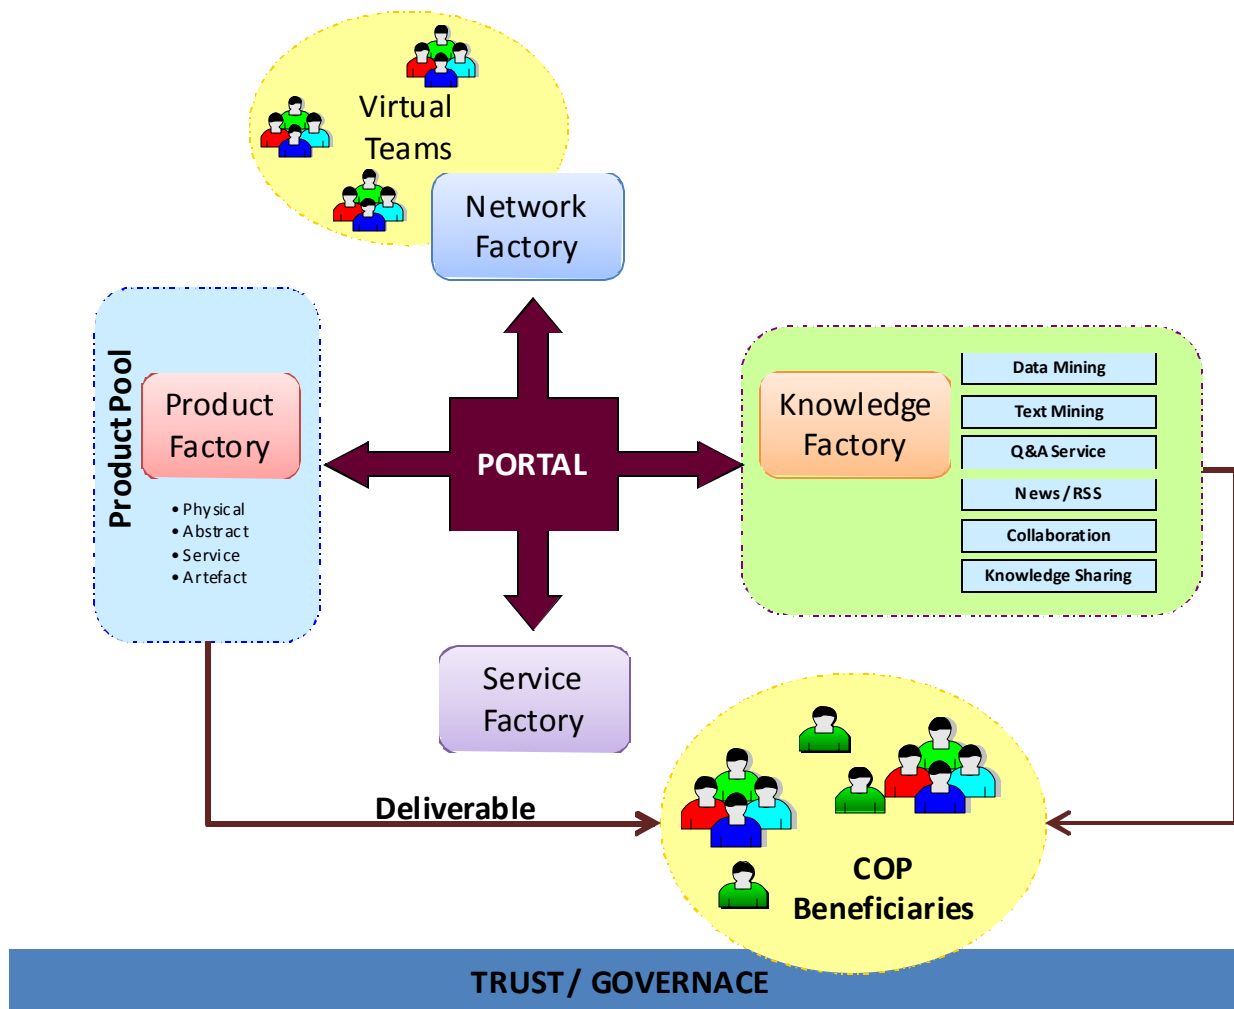 Virtual
Teams
Network
Factory
Product Pool
Product
Factory
• Physical
• Abstract
• Service
• Artefact
PORTAL
Knowledge
Factory
Data Mining
Text Mining
Q&A Service
News / RSS
Collaboration
Knowledge Sharing
Service
Factory
Deliverable
COP
Beneficiaries
TRUST / GOVERNACE